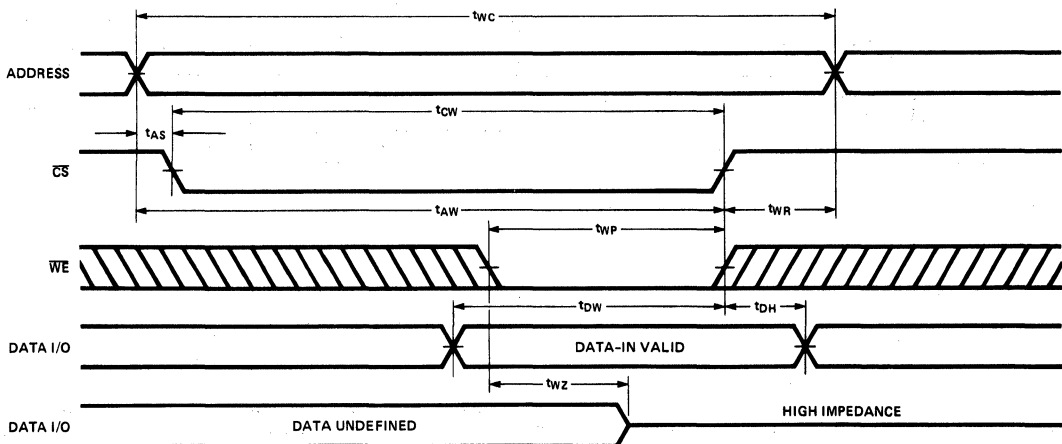 tWC
ADDRESS
tCW
tAS
CS
tAW
tWR
tWP
WE
tDW
tDH
DATA I/O
DATA-IN VALID
tWZ
HIGH IMPEDANCE
DATA I/O
DATA UNDEFINED